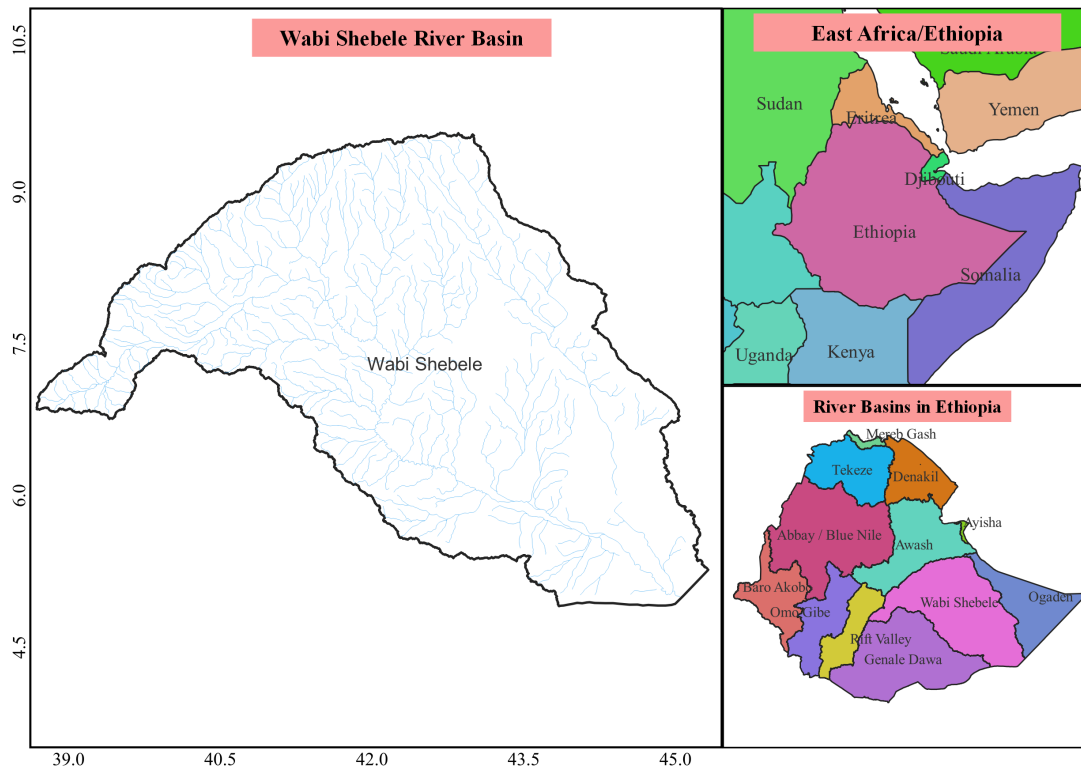 Wabi Shebele River Basin
10.5
9.0
7.5
6.0
4.5
Wabi Shebele
39.0
40.5
42.0
43.5
45.0
East Africa/Ethiopia
Saudi Arabia
Sudan
Eritrea
Yemen
Djibouti
Ethiopia
Somalia
Uganda
Kenya
River Basins in Ethiopia
Mereb Gash
Tekeze
Denakil
Ayisha
Abbay / Blue Nile
Awash
Baro Akobo
Omo Gibe
Wabi Shebele
Ogaden
Rift Valley
Genale Dawa